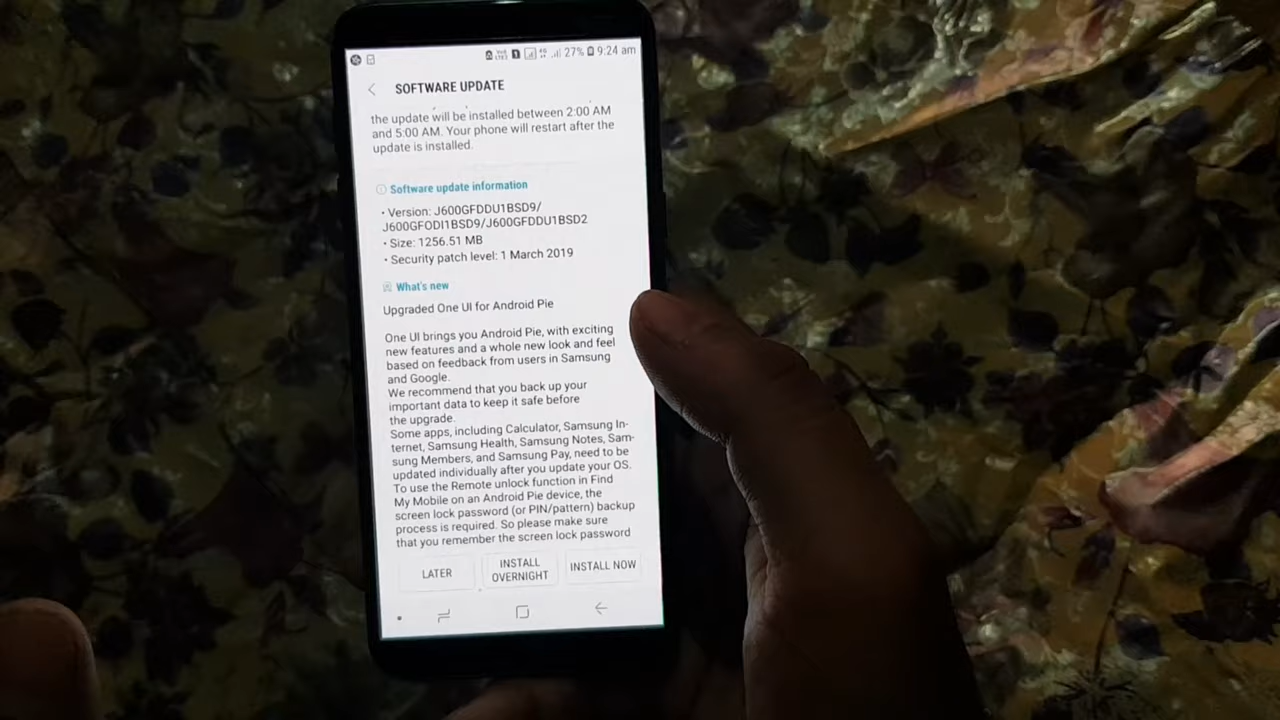 27% 9:24 am
SOFTWARE UPDATE
the update will be installed between 2:00 AM
and 5:00 AM. Your phone will restart after the
update is installed.
Software update information
• Version: J600GFDDU1BSD9/
J600GFODI1BSD9/J600GFDDU1BSD2
• Size: 1256.51 MB
• Security patch level: 1 March 2019
What's new
Upgraded One UI for Android Pie
One UI brings you Android Pie, with exciting
new features and a whole new look and feel
based on feedback from users in Samsung
and Google.
We recommend that you back up your
important data to keep it safe before
the upgrade.
Some apps, including Calculator, Samsung In-
ternet, Samsung Health, Samsung Notes, Sam-
sung Members, and Samsung Pay, need to be
updated individually after you update your OS.
To use the Remote unlock function in Find
My Mobile on an Android Pie device, the
screen lock password (or PIN/pattern) backup
process is required. So please make sure
that you remember the screen lock password
LATER
INSTALL
OVERNIGHT
INSTALL NOW